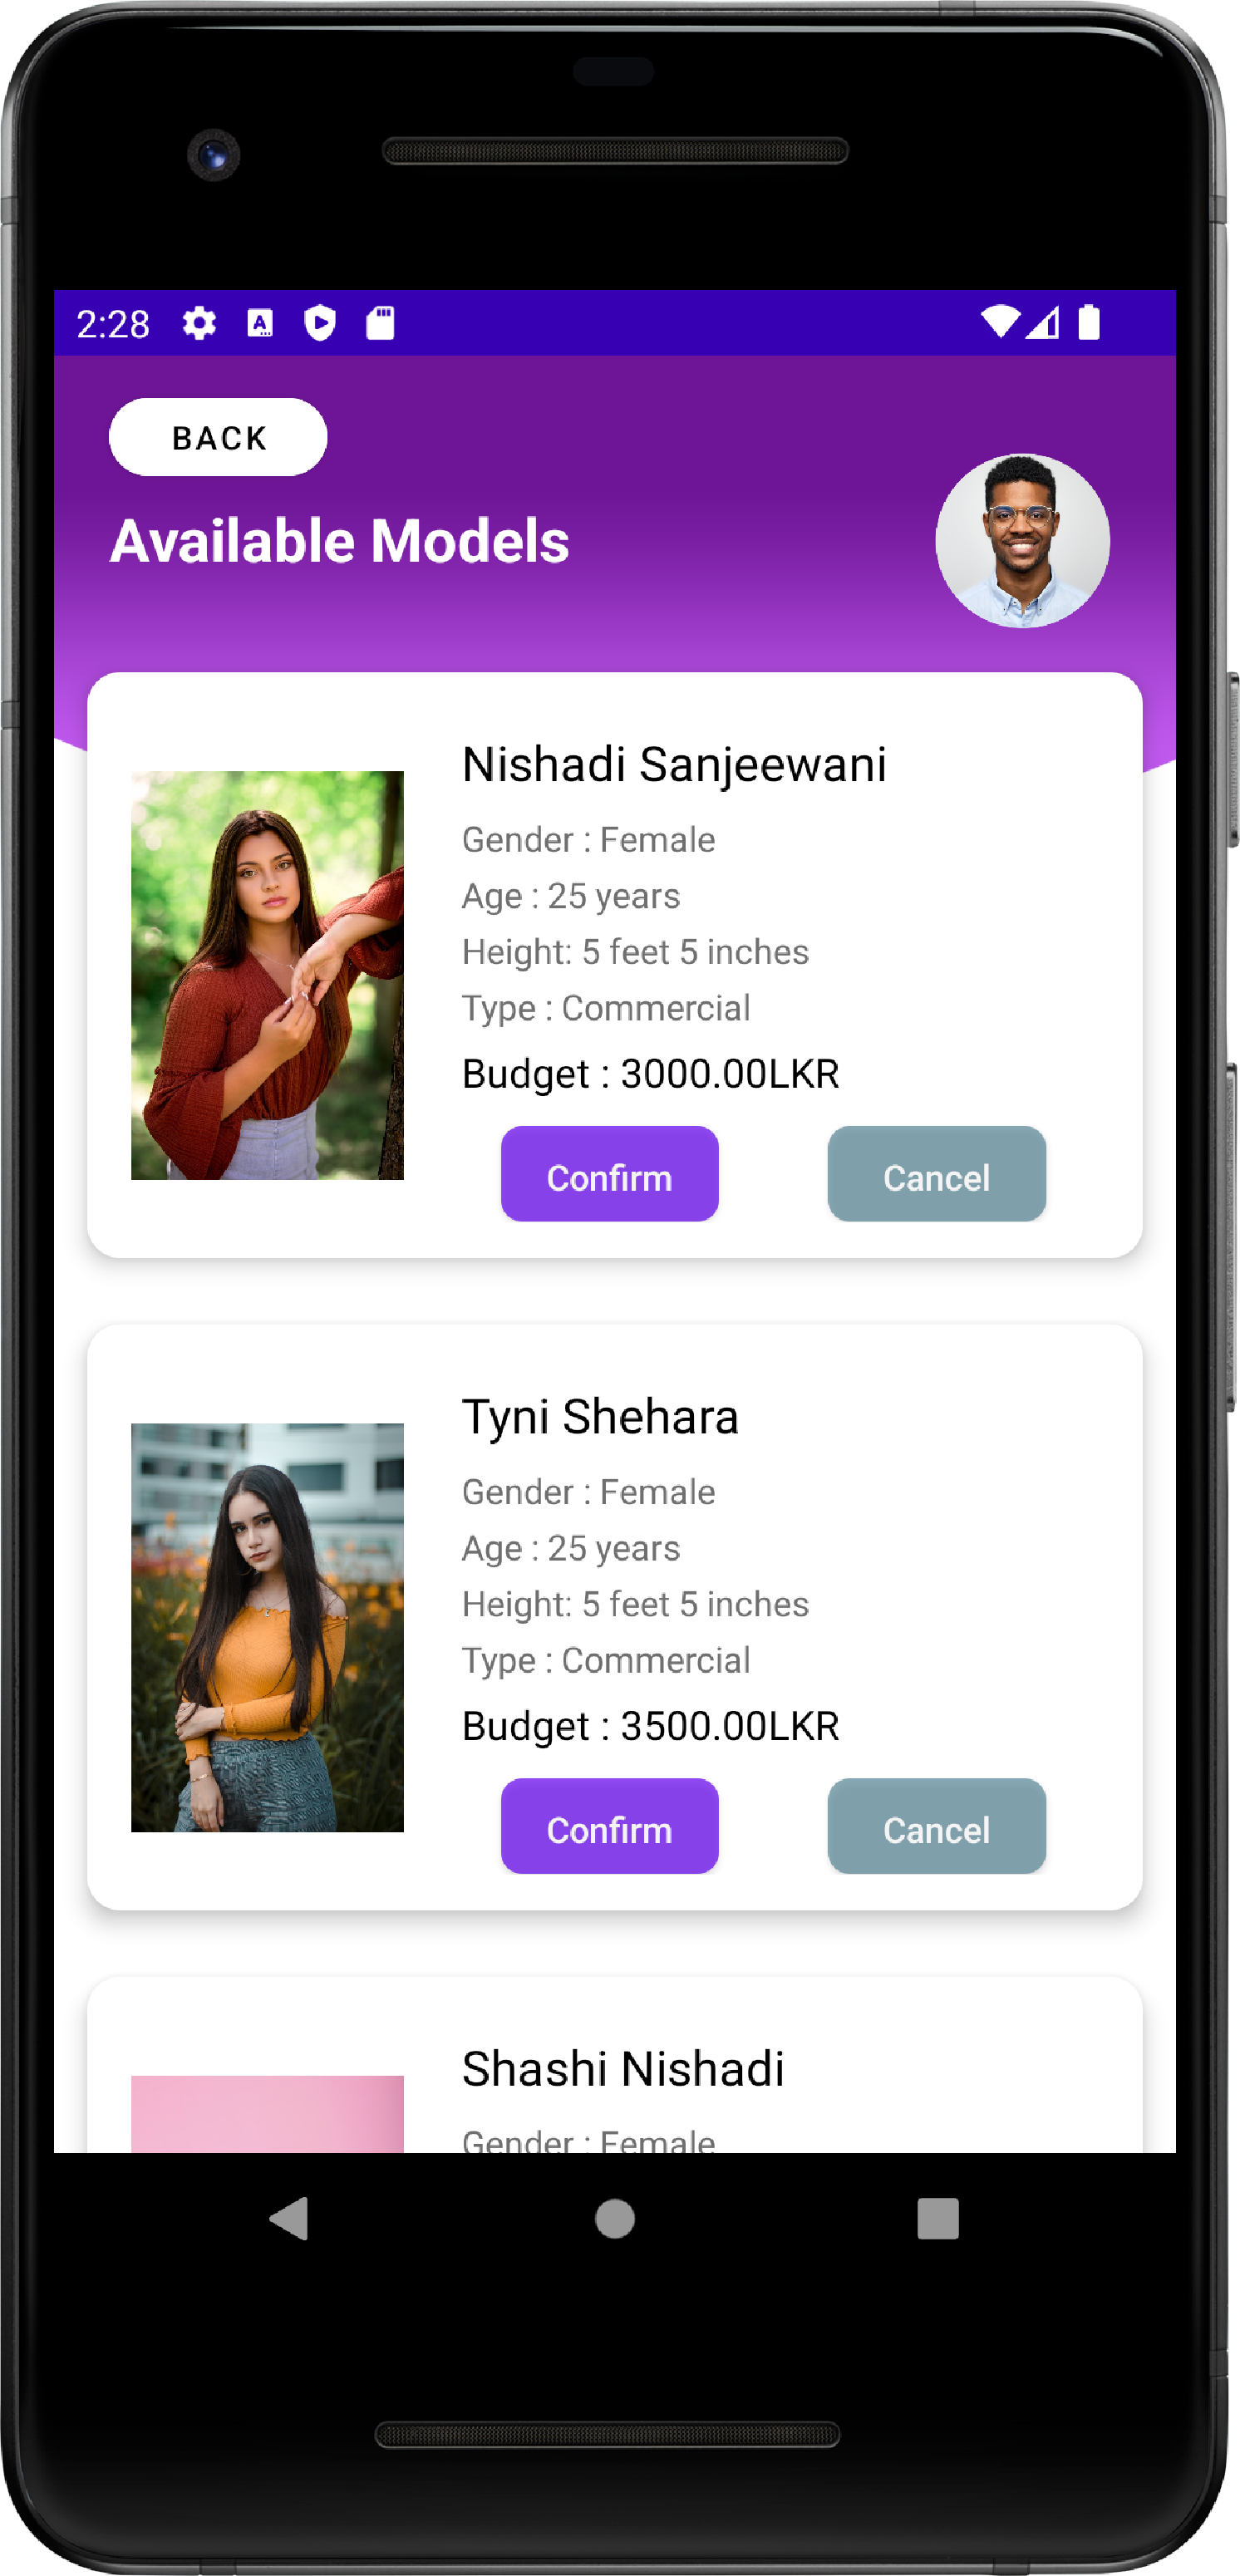 2:28
BACK
Available Models
Nishadi Sanjeewani
Gender : Female
Age : 25 years
Height: 5 feet 5 inches
Type : Commercial
Budget : 3000.00LKR
Confirm
Cancel
Tyni Shehara
Gender : Female
Age : 25 years
Height: 5 feet 5 inches
Type : Commercial
Budget : 3500.00LKR
Confirm
Cancel
Shashi Nishadi
Gender : Female